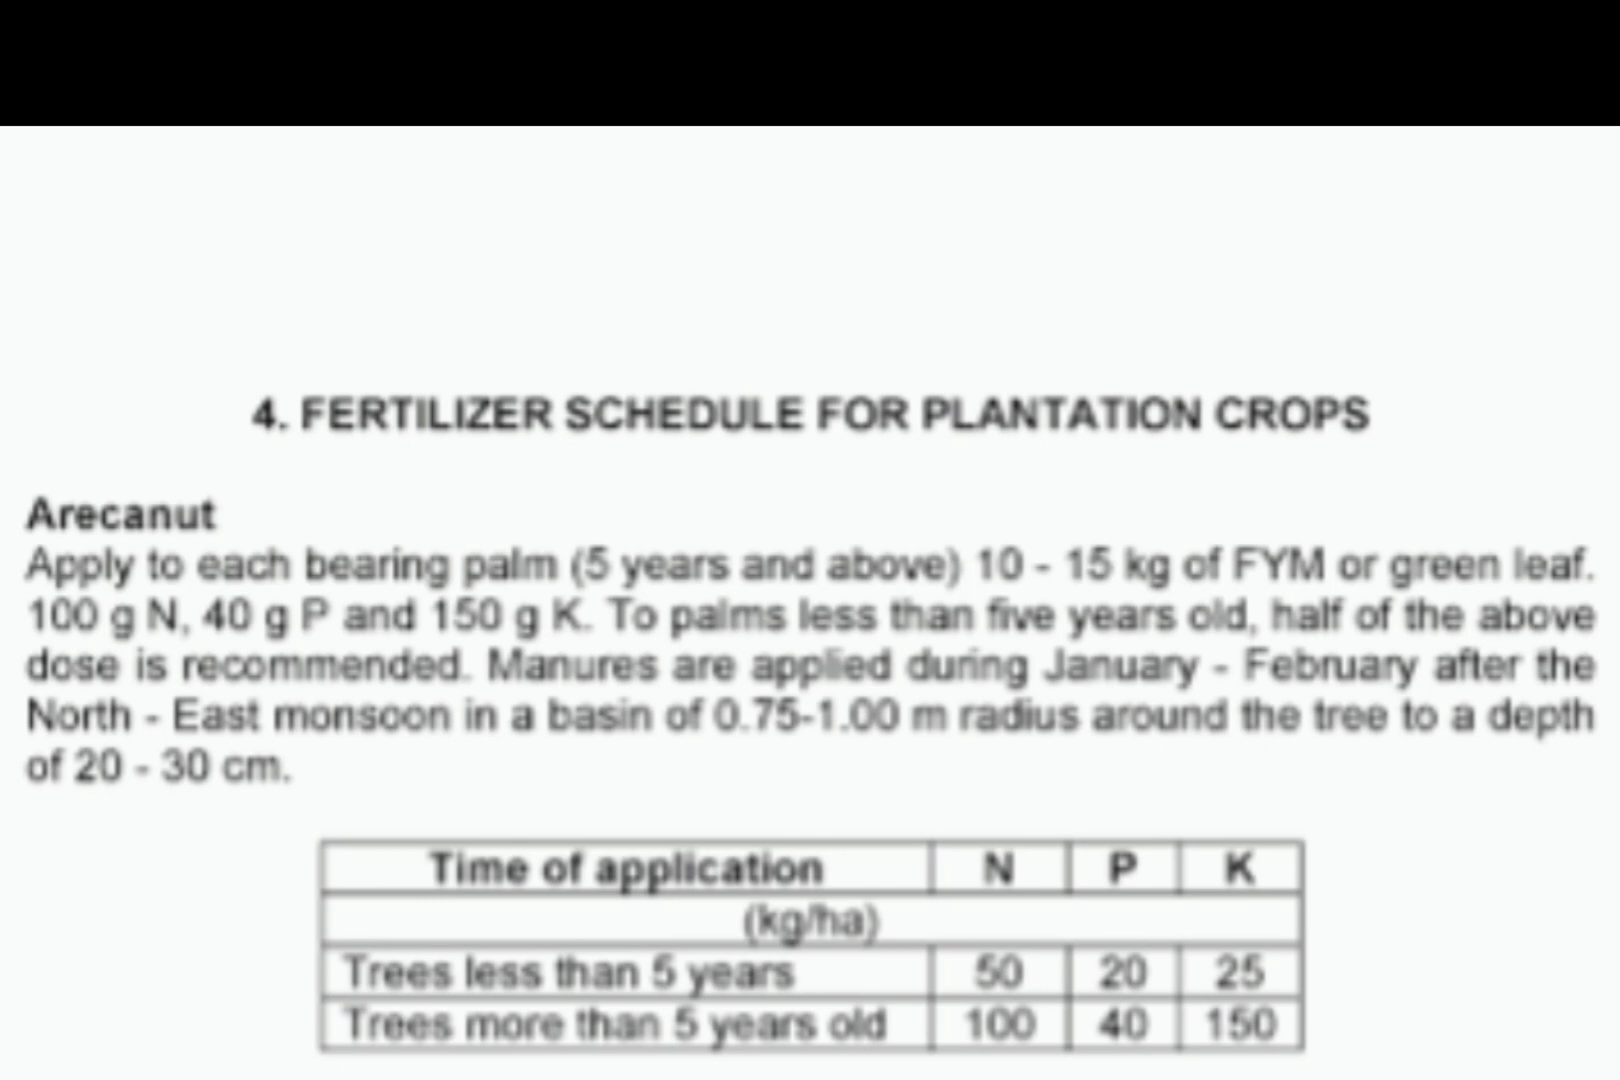 4. FERTILIZER SCHEDULE FOR PLANTATION CROPS
Arecanut
Apply to each bearing palm (5 years and above) 10 - 15 kg of FYM or green leaf.
100 g N, 40 g P and 150 g K. To palms less than five years old, half of the above
dose is recommended. Manures are applied during January - February after the
North - East monsoon in a basin of 0.75-1.00 m radius around the tree to a depth
of 20 - 30 cm.
Time of application N P K
(kg/ha)
Trees less than 5 years 50 20 25
Trees more than 5 years old 100 40 150